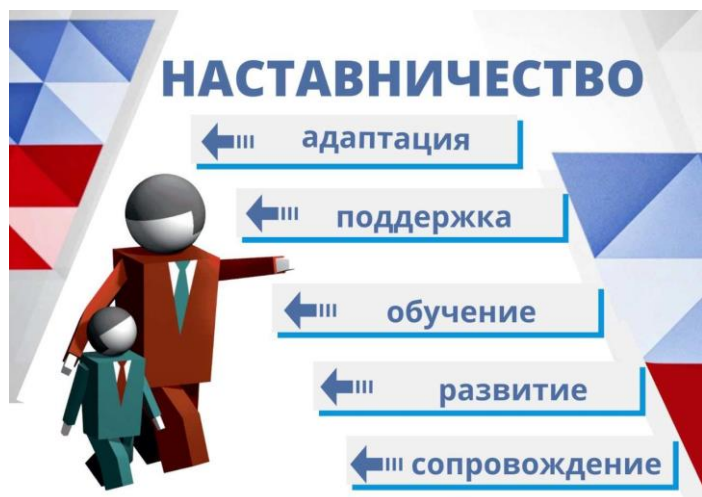 НАСТАВНИЧЕСТВО
адаптация
поддержка
обучение
развитие
сопровождение